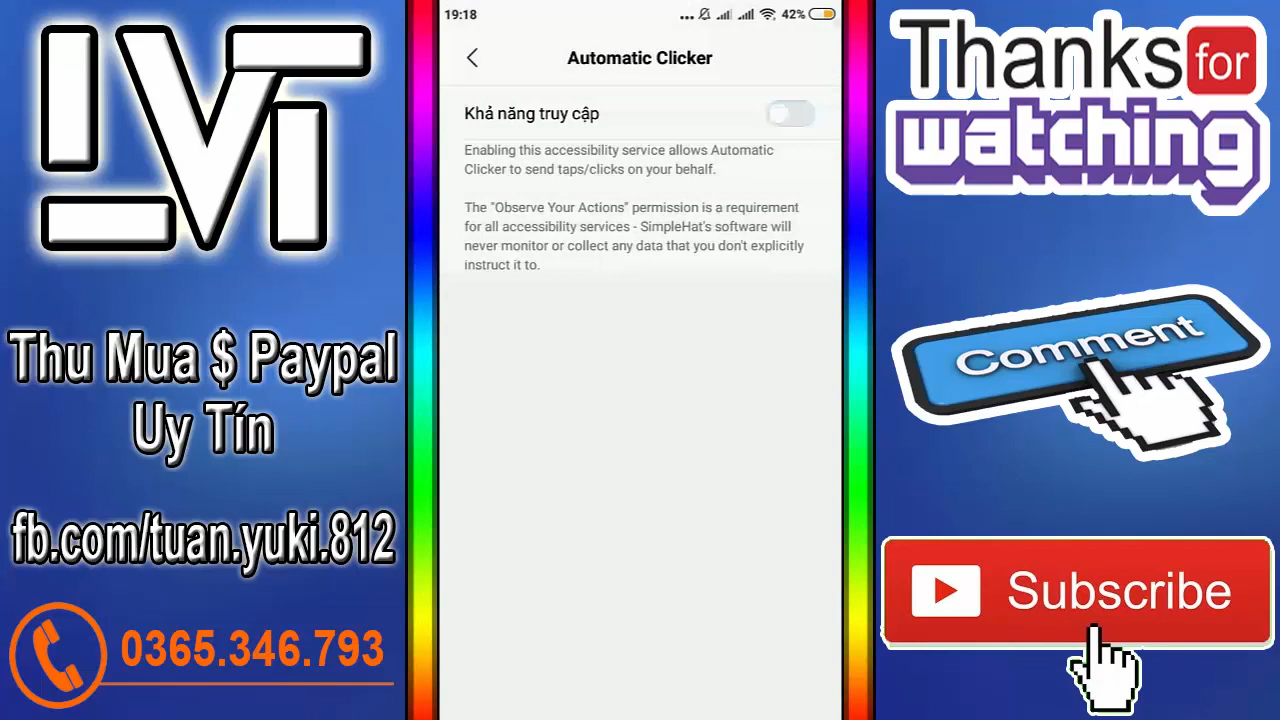 LVT
Thu Mua $ Paypal
Uy Tín
fb.com/tuan.yuki.812
0365.346.793
19:18
42%
Automatic Clicker
Khả năng truy cập
Enabling this accessibility service allows Automatic
Clicker to send taps/clicks on your behalf.
The "Observe Your Actions" permission is a requirement
for all accessibility services - SimpleHat's software will
never monitor or collect any data that you don't explicitly
instruct it to.
Thanks for
watching
Comment
Subscribe